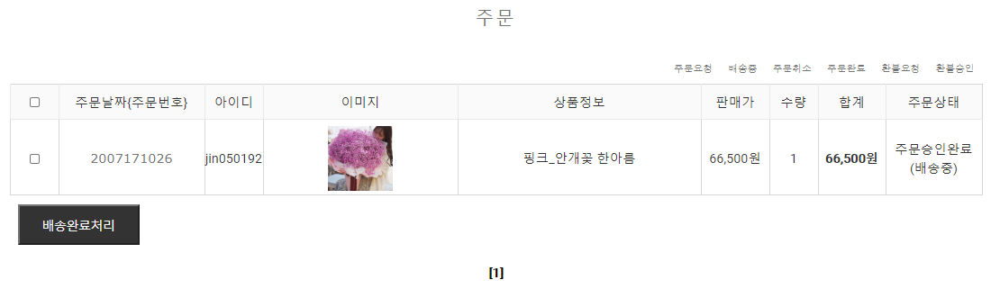 주문
주문요청 배송중 주문취소 주문완료 환불요청 환불승인
주문날짜{주문번호} 아이디 이미지 상품정보 판매가 수량 합계 주문상태
2007171026 jin050192 핑크_안개꽃 한아름 66,500원 1 66,500원 주문승인완료
(배송중)
배송완료처리
[1]